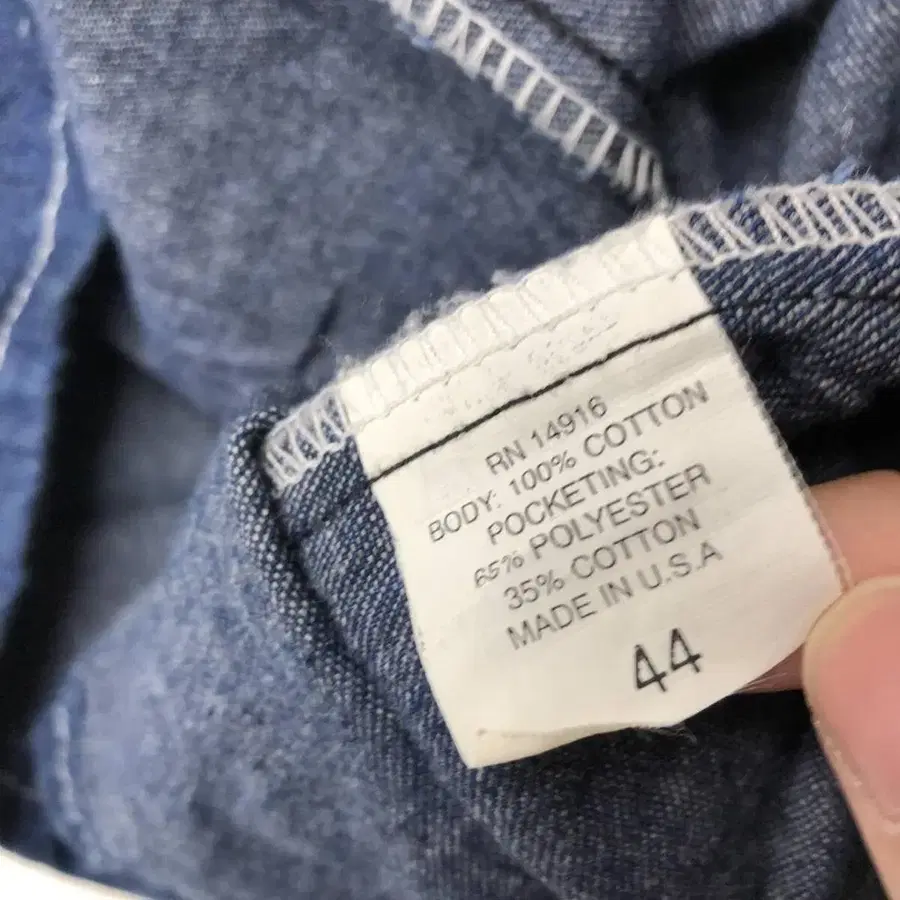 RN 14916
BODY: 100% COTTON
POCKETING:
65% POLYESTER
35% COTTON
MADE IN U.S.A
44